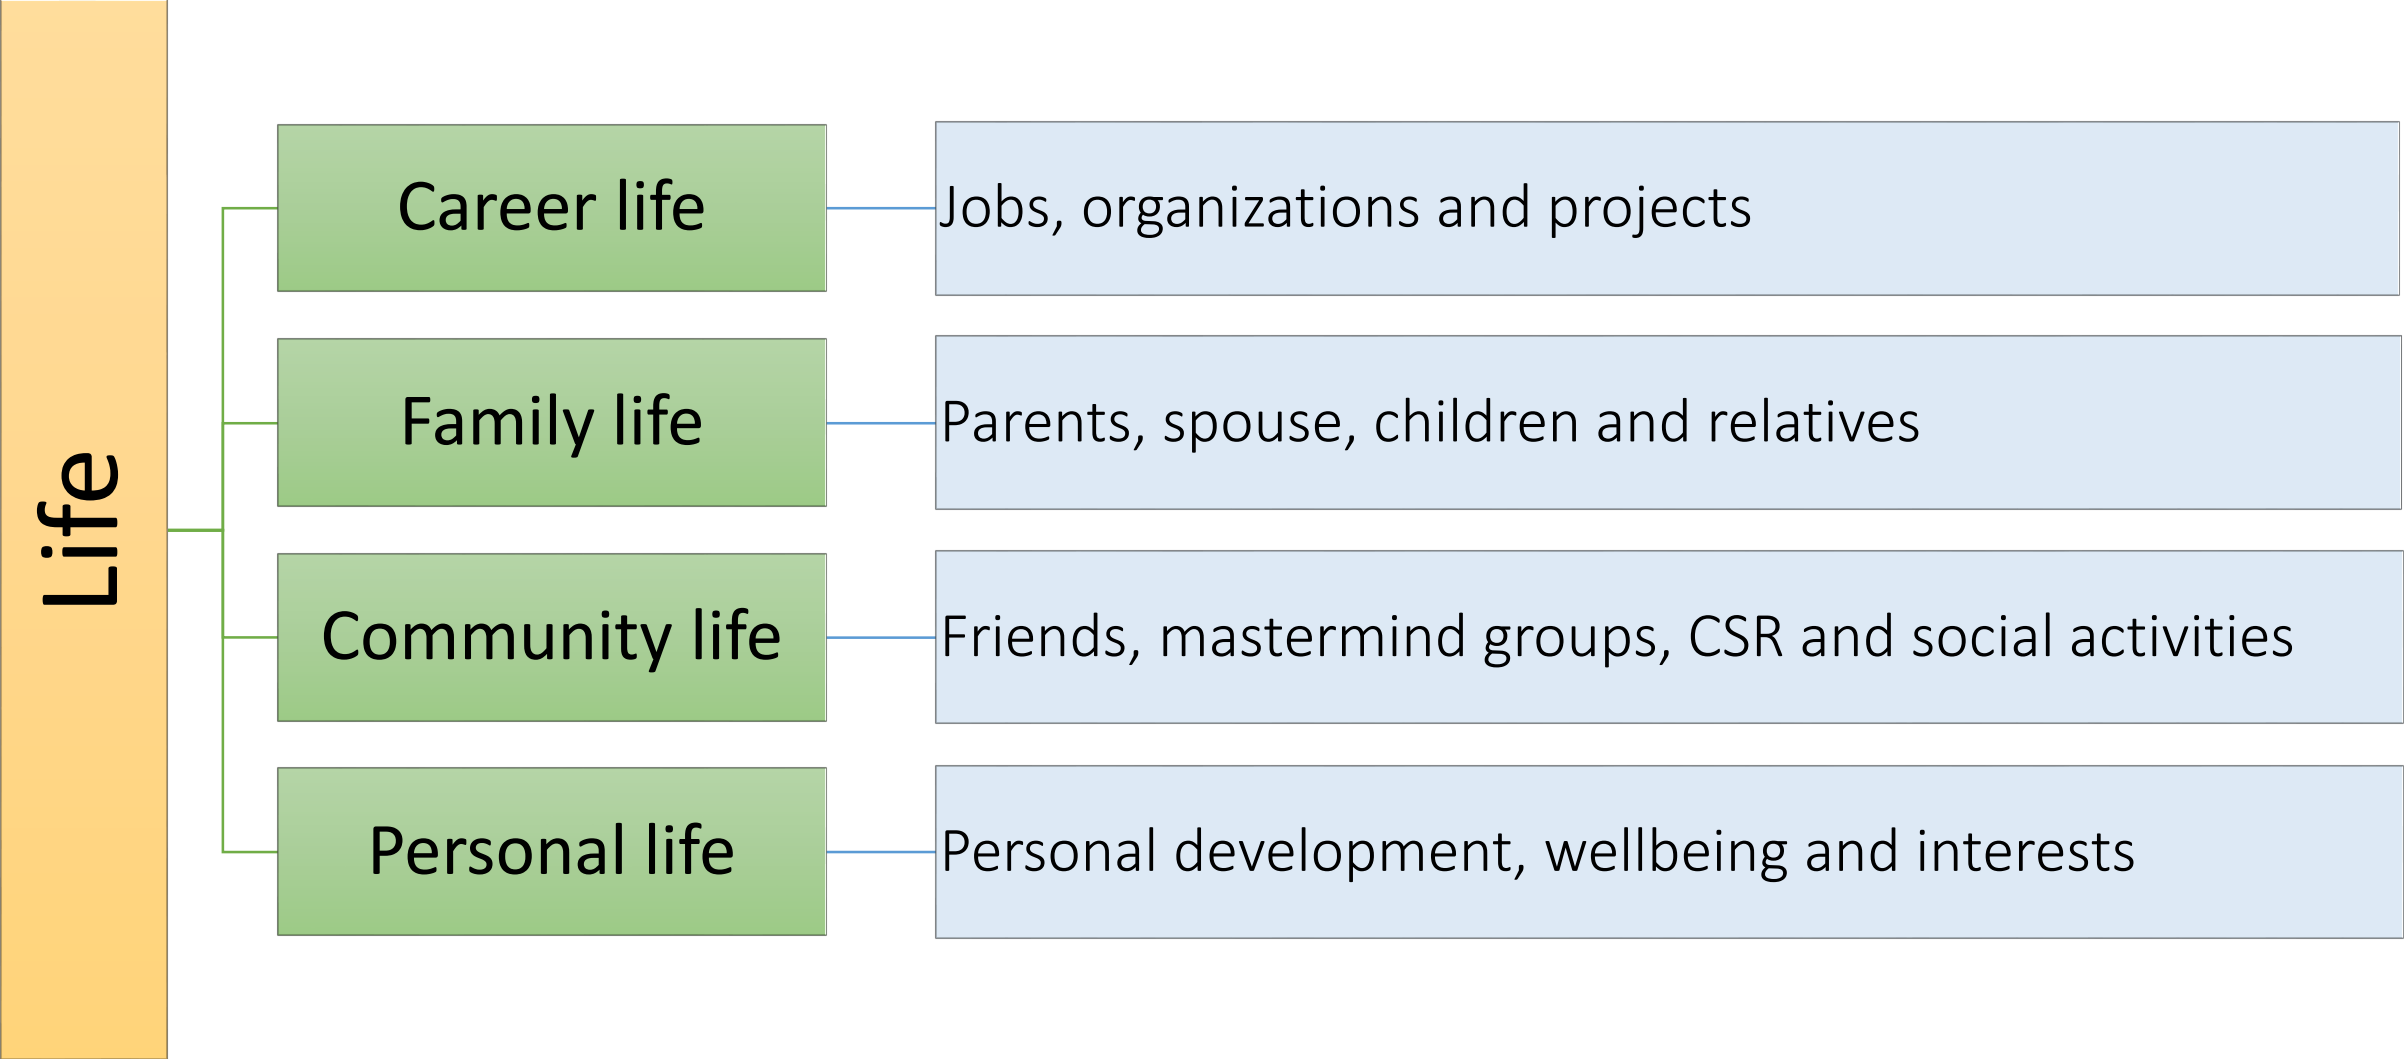 Life
Career life
Jobs, organizations and projects
Family life
Parents, spouse, children and relatives
Community life
Friends, mastermind groups, CSR and social activities
Personal life
Personal development, wellbeing and interests